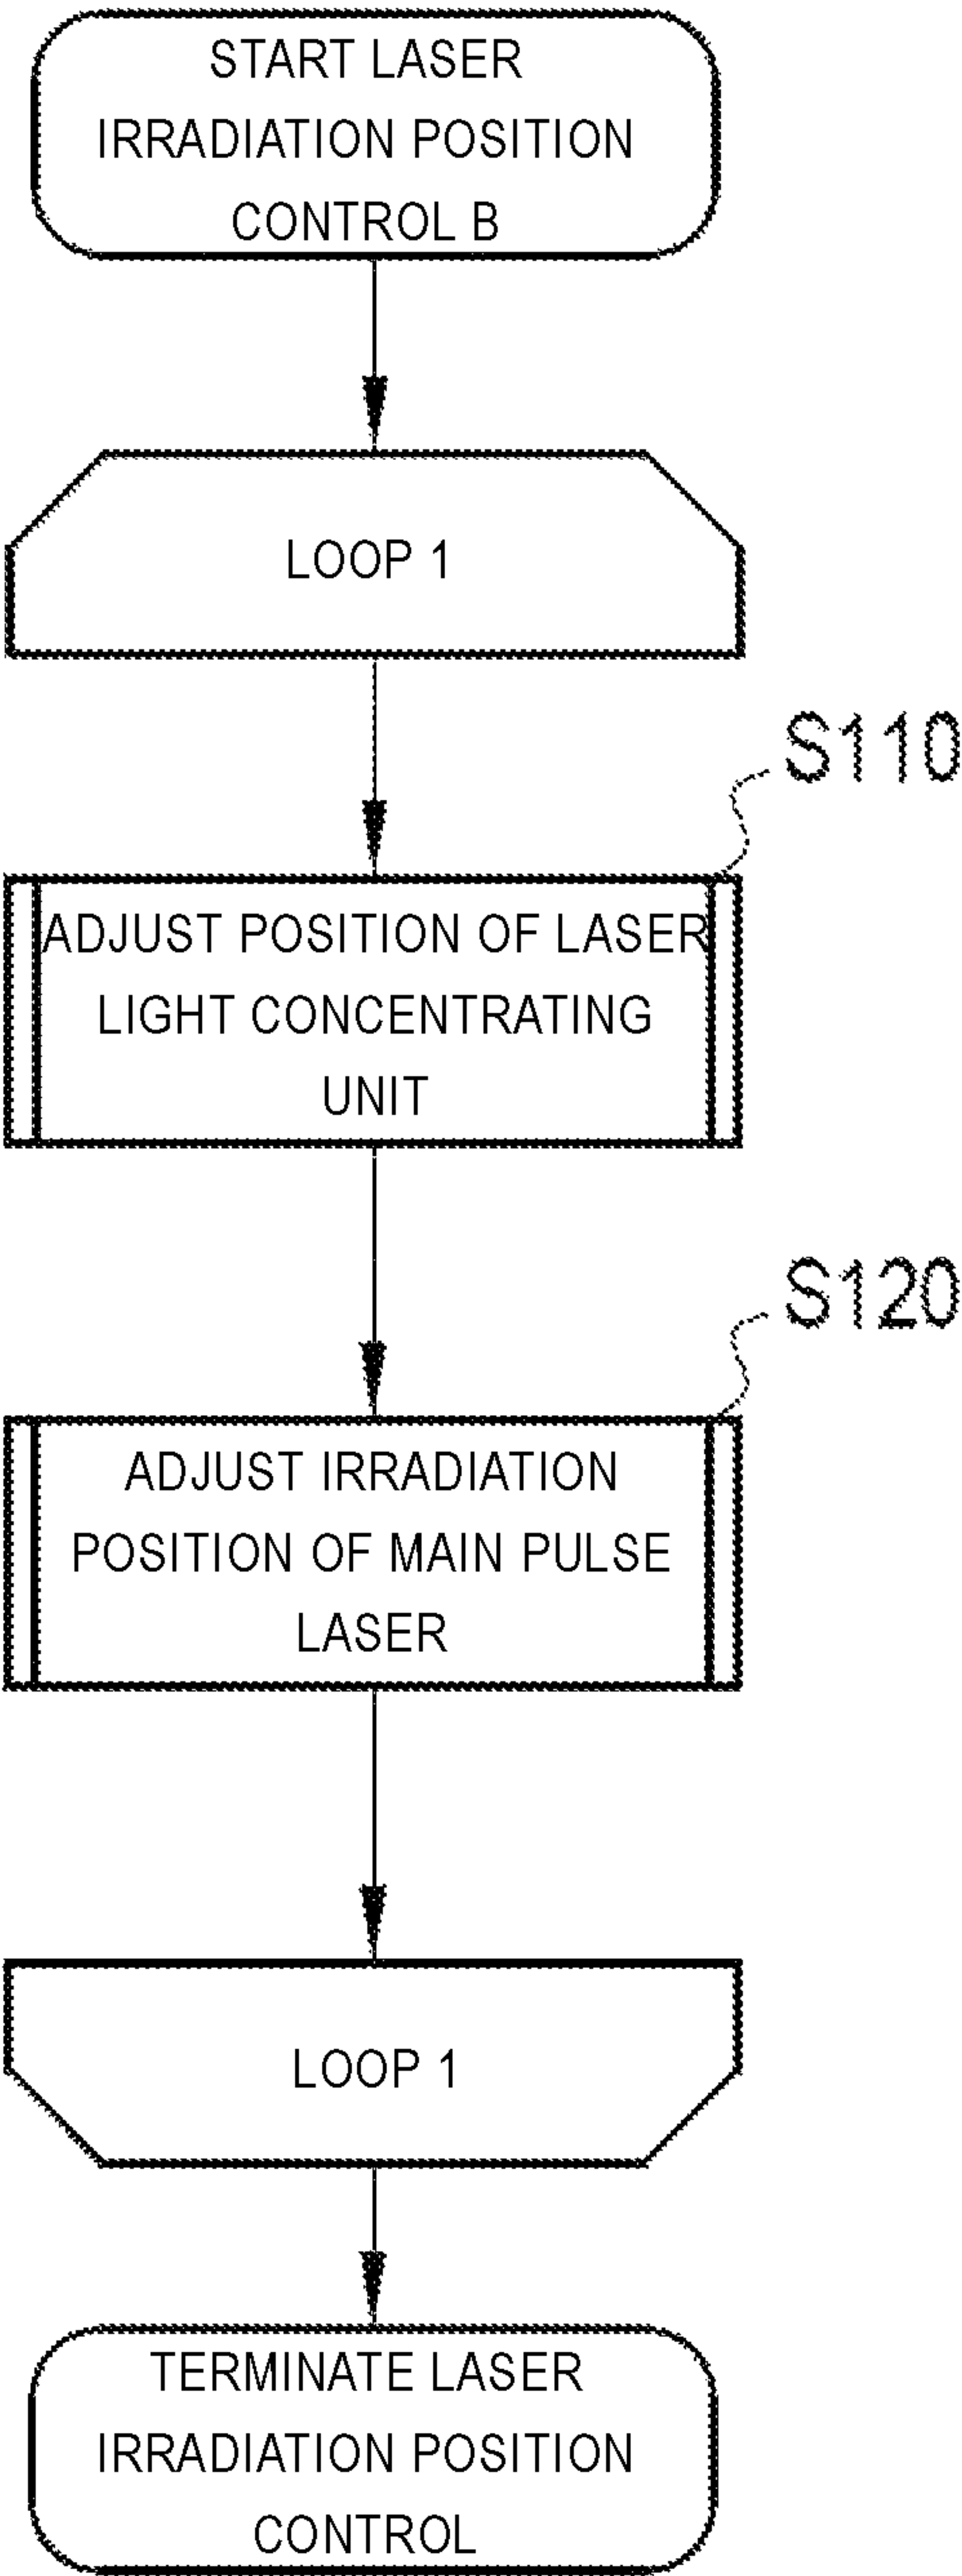 START LASER
IRRADIATION POSITION
CONTROL B
LOOP 1
S110
ADJUST POSITION OF LASER
LIGHT CONCENTRATING
UNIT
S120
ADJUST IRRADIATION
POSITION OF MAIN PULSE
LASER
LOOP 1
TERMINATE LASER
IRRADIATION POSITION
CONTROL